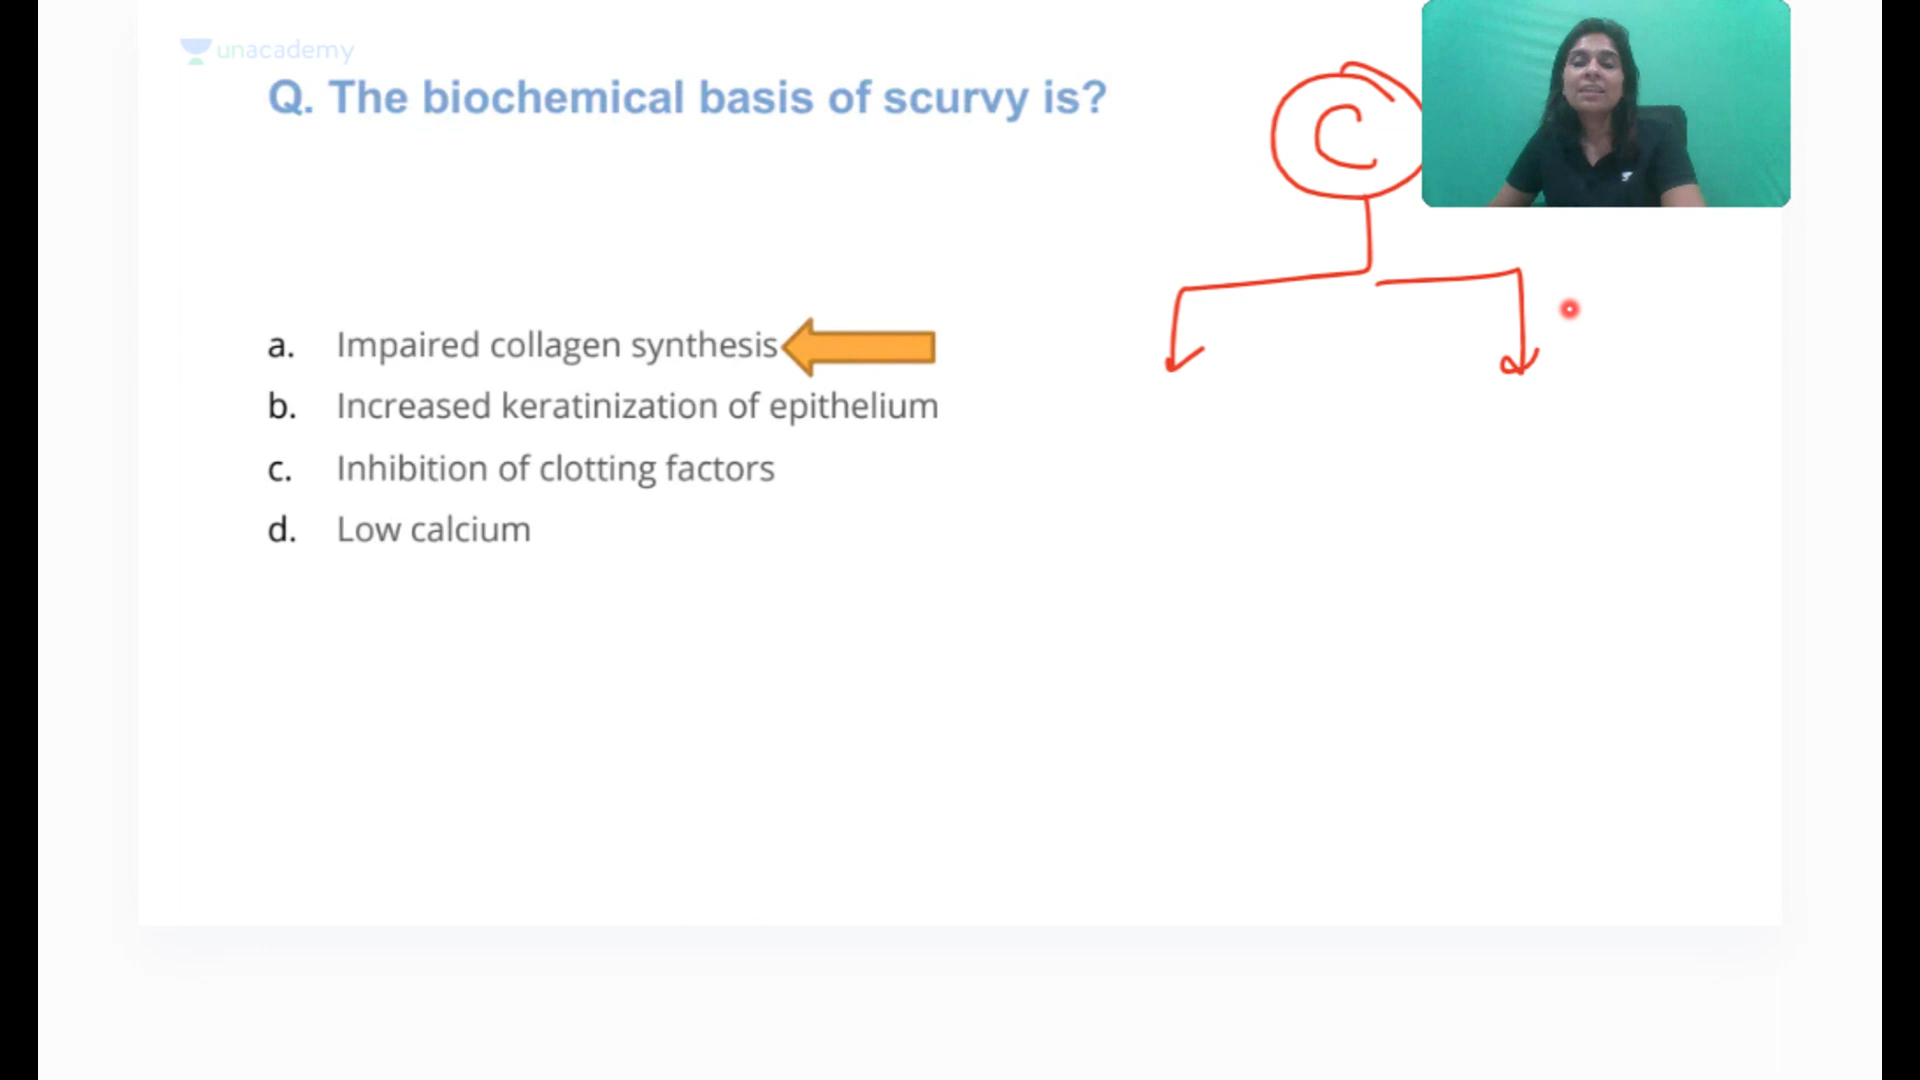 unacademy
Q. The biochemical basis of scurvy is?
C
a. Impaired collagen synthesis
b. Increased keratinization of epithelium
c. Inhibition of clotting factors
d. Low calcium